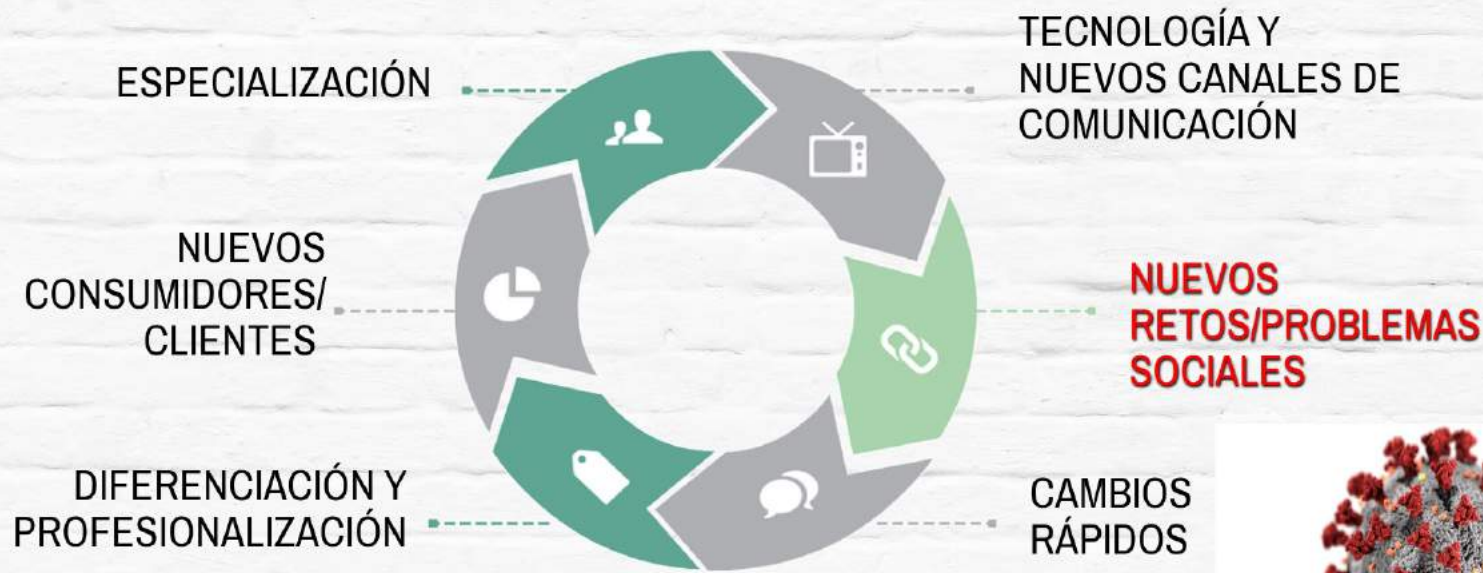 ESPECIALIZACIÓN
TECNOLOGÍA Y
NUEVOS CANALES DE
COMUNICACIÓN
NUEVOS
CONSUMIDORES/
CLIENTES
NUEVOS
RETOS/PROBLEMAS
SOCIALES
DIFERENCIACIÓN Y
PROFESIONALIZACIÓN
CAMBIOS
RÁPIDOS